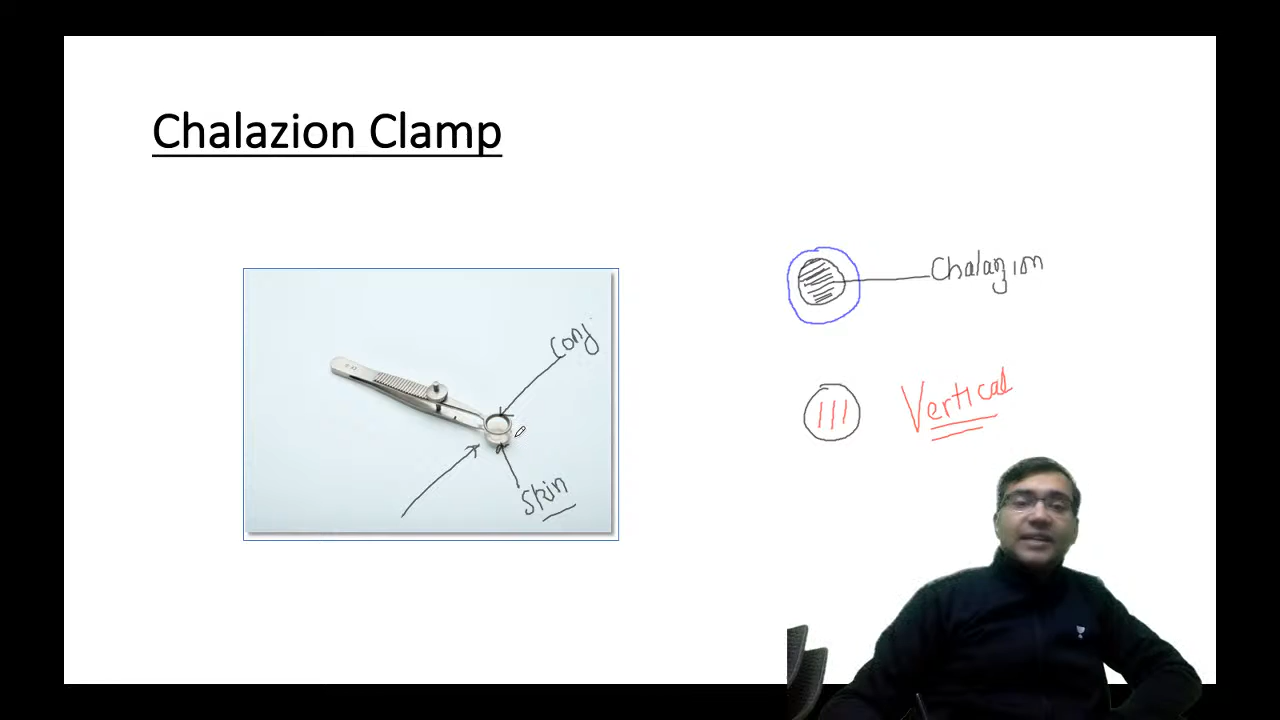 Chalazion Clamp
Chalazion
Conj
Vertical
Skin